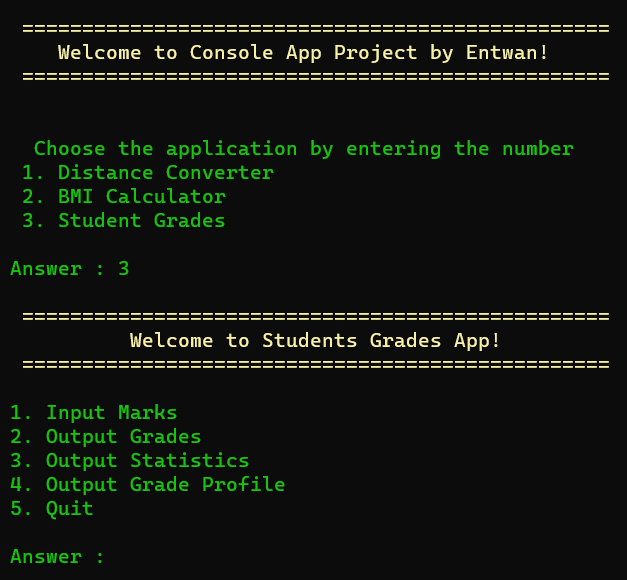 =================================================
Welcome to Console App Project by Entwan!
=================================================
Choose the application by entering the number
1. Distance Converter
2. BMI Calculator
3. Student Grades
Answer : 3
=================================================
Welcome to Students Grades App!
=================================================
1. Input Marks
2. Output Grades
3. Output Statistics
4. Output Grade Profile
5. Quit
Answer :